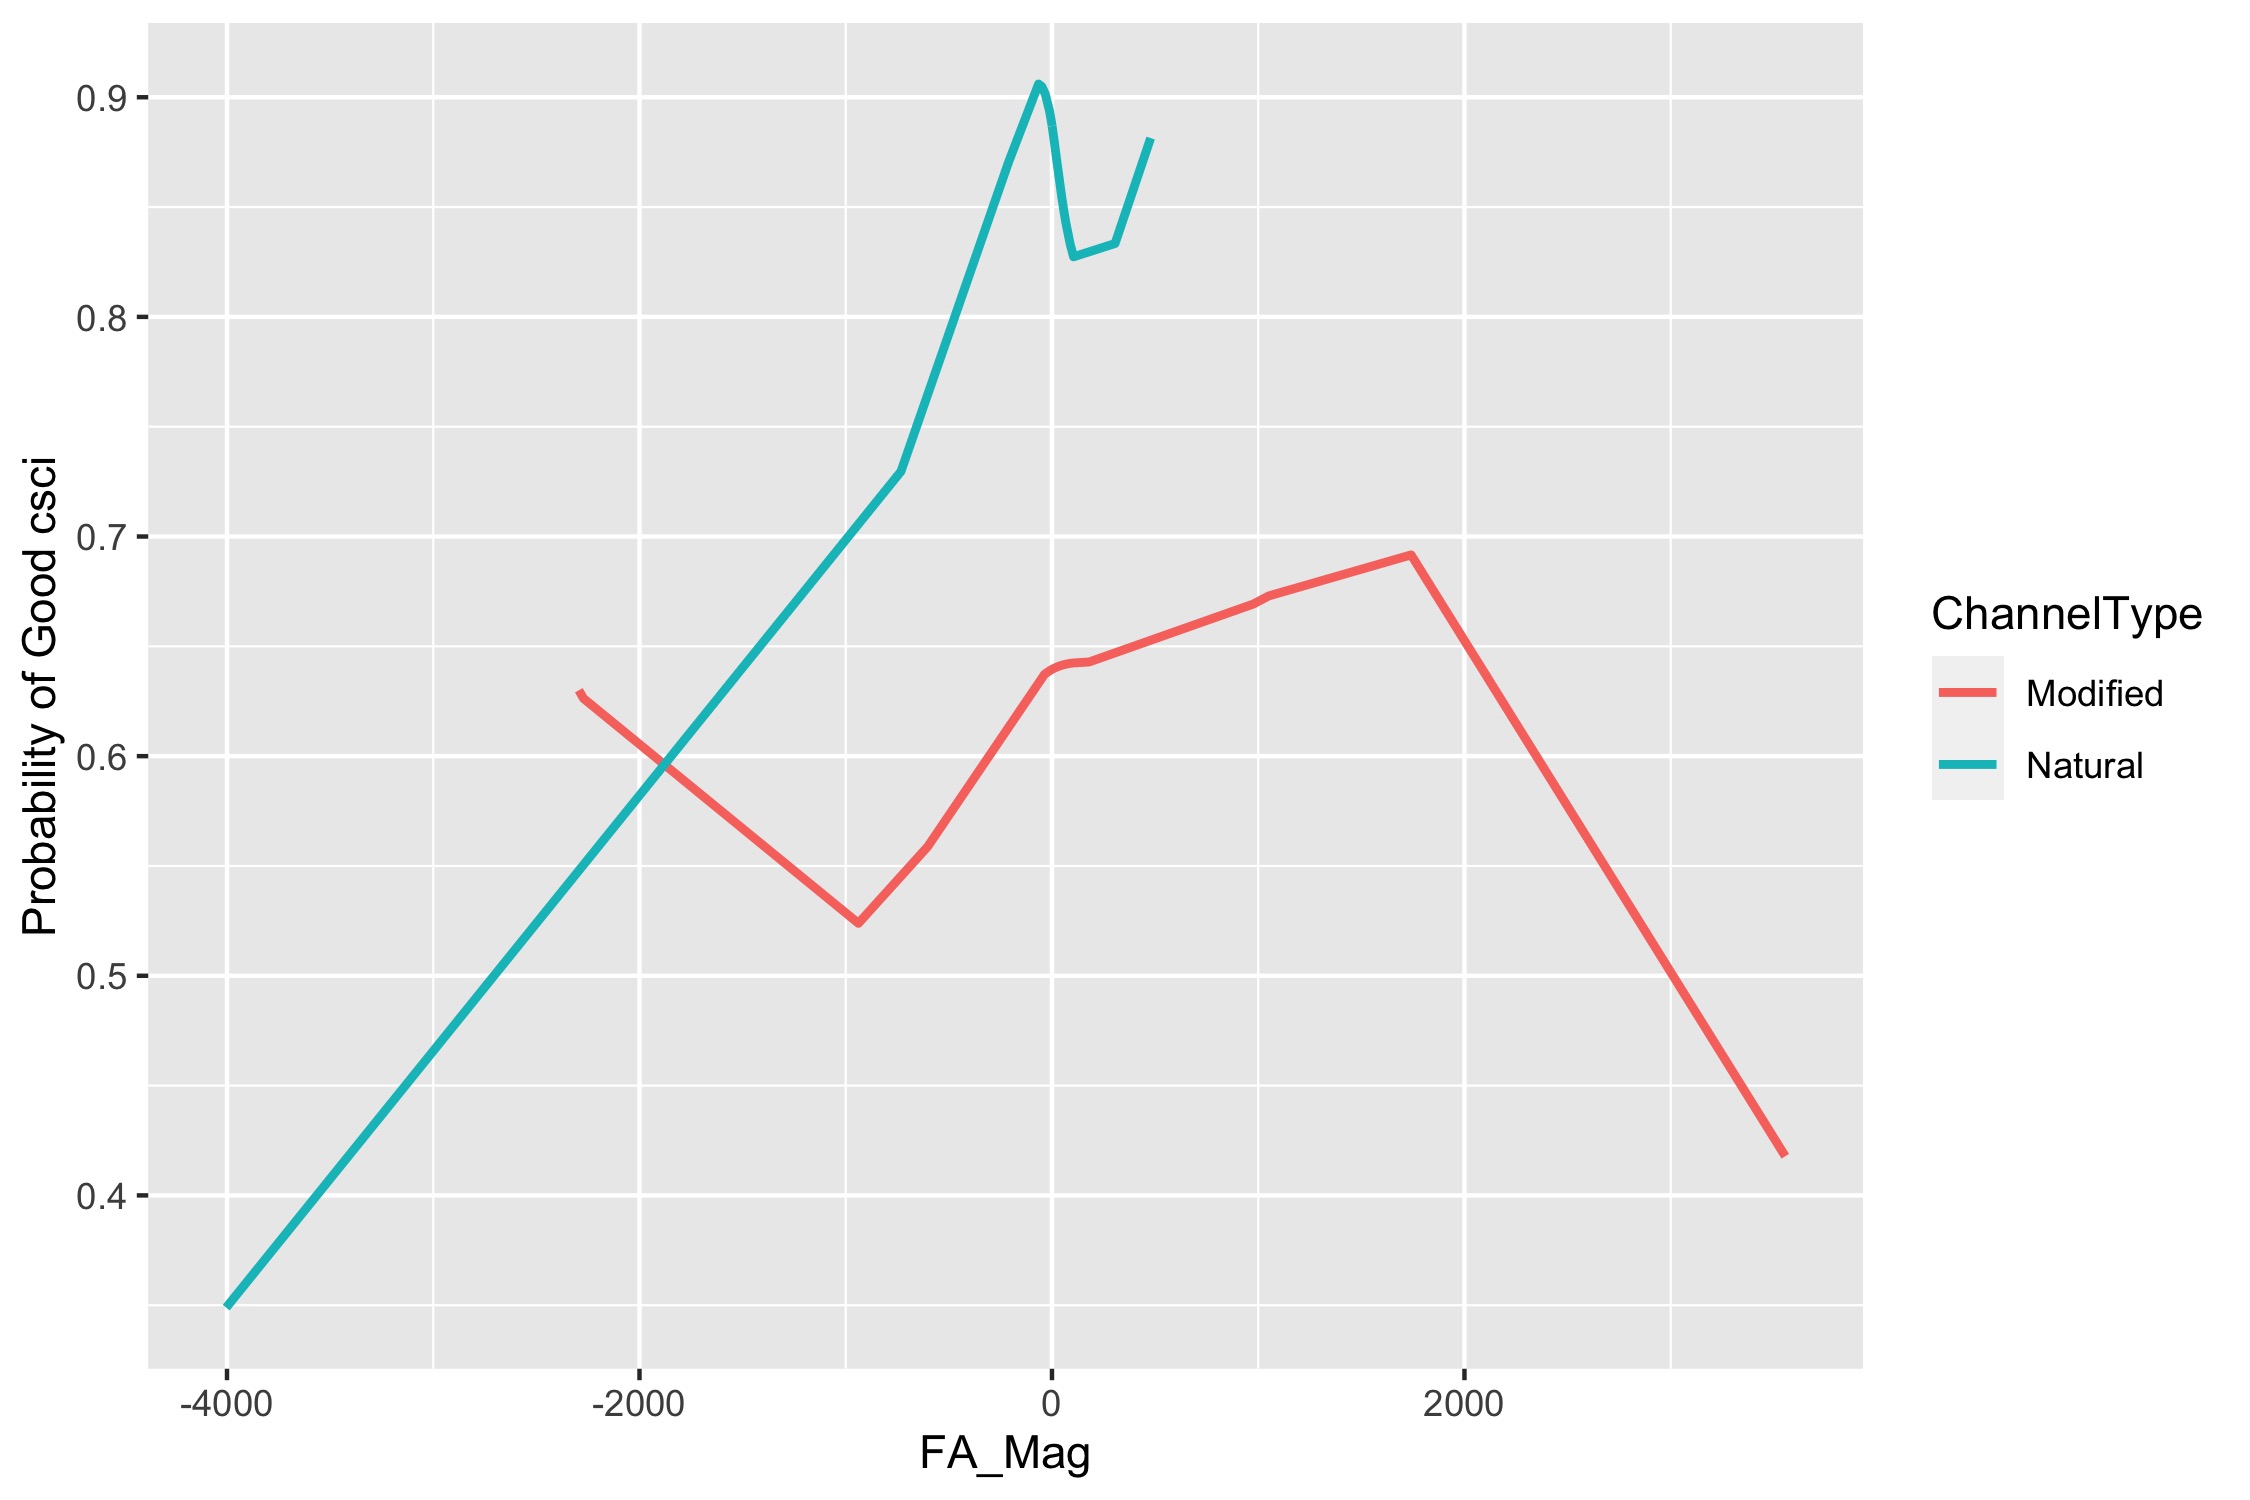 0.9
0.8
0.7
0.6
0.5
0.4
Probability of Good csci
-4000
-2000
0
2000
FA_Mag
ChannelType
Modified
Natural